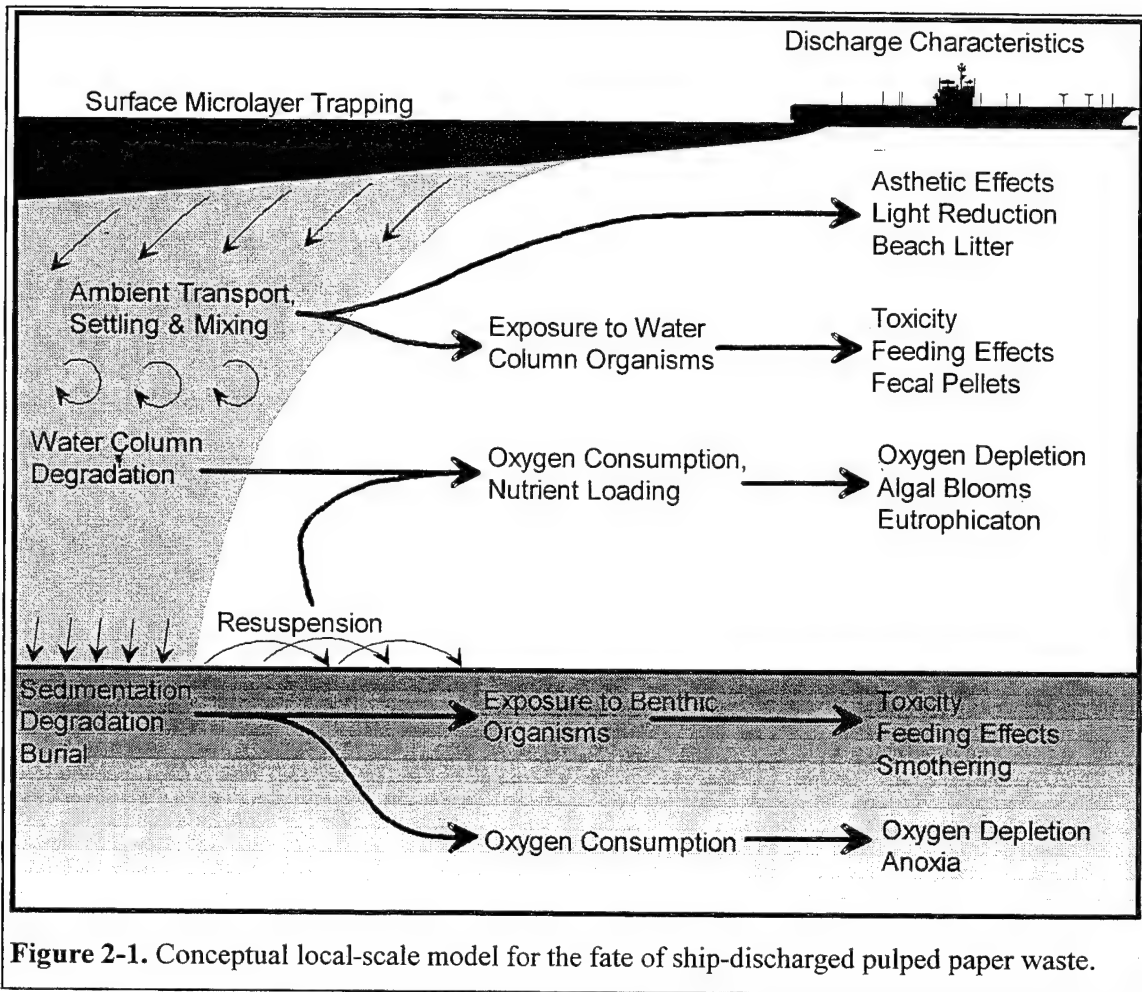 Discharge Characteristics
Surface Microlayer Trapping
Asthetic Effects
Light Reduction
Beach Litter
Ambient Transport,
Settling & Mixing
Exposure to Water
Column Organisms
Toxicity
Feeding Effects
Fecal Pellets
Water Column
Degradation
Oxygen Consumption,
Nutrient Loading
Oxygen Depletion
Algal Blooms
Eutrophicaton
Resuspension
Sedimentation,
Degradation,
Burial
Exposure to Benthic
Organisms
Toxicity
Feeding Effects
Smothering
Oxygen Consumption
Oxygen Depletion
Anoxia
Figure 2-1. Conceptual local-scale model for the fate of ship-discharged pulped paper waste.